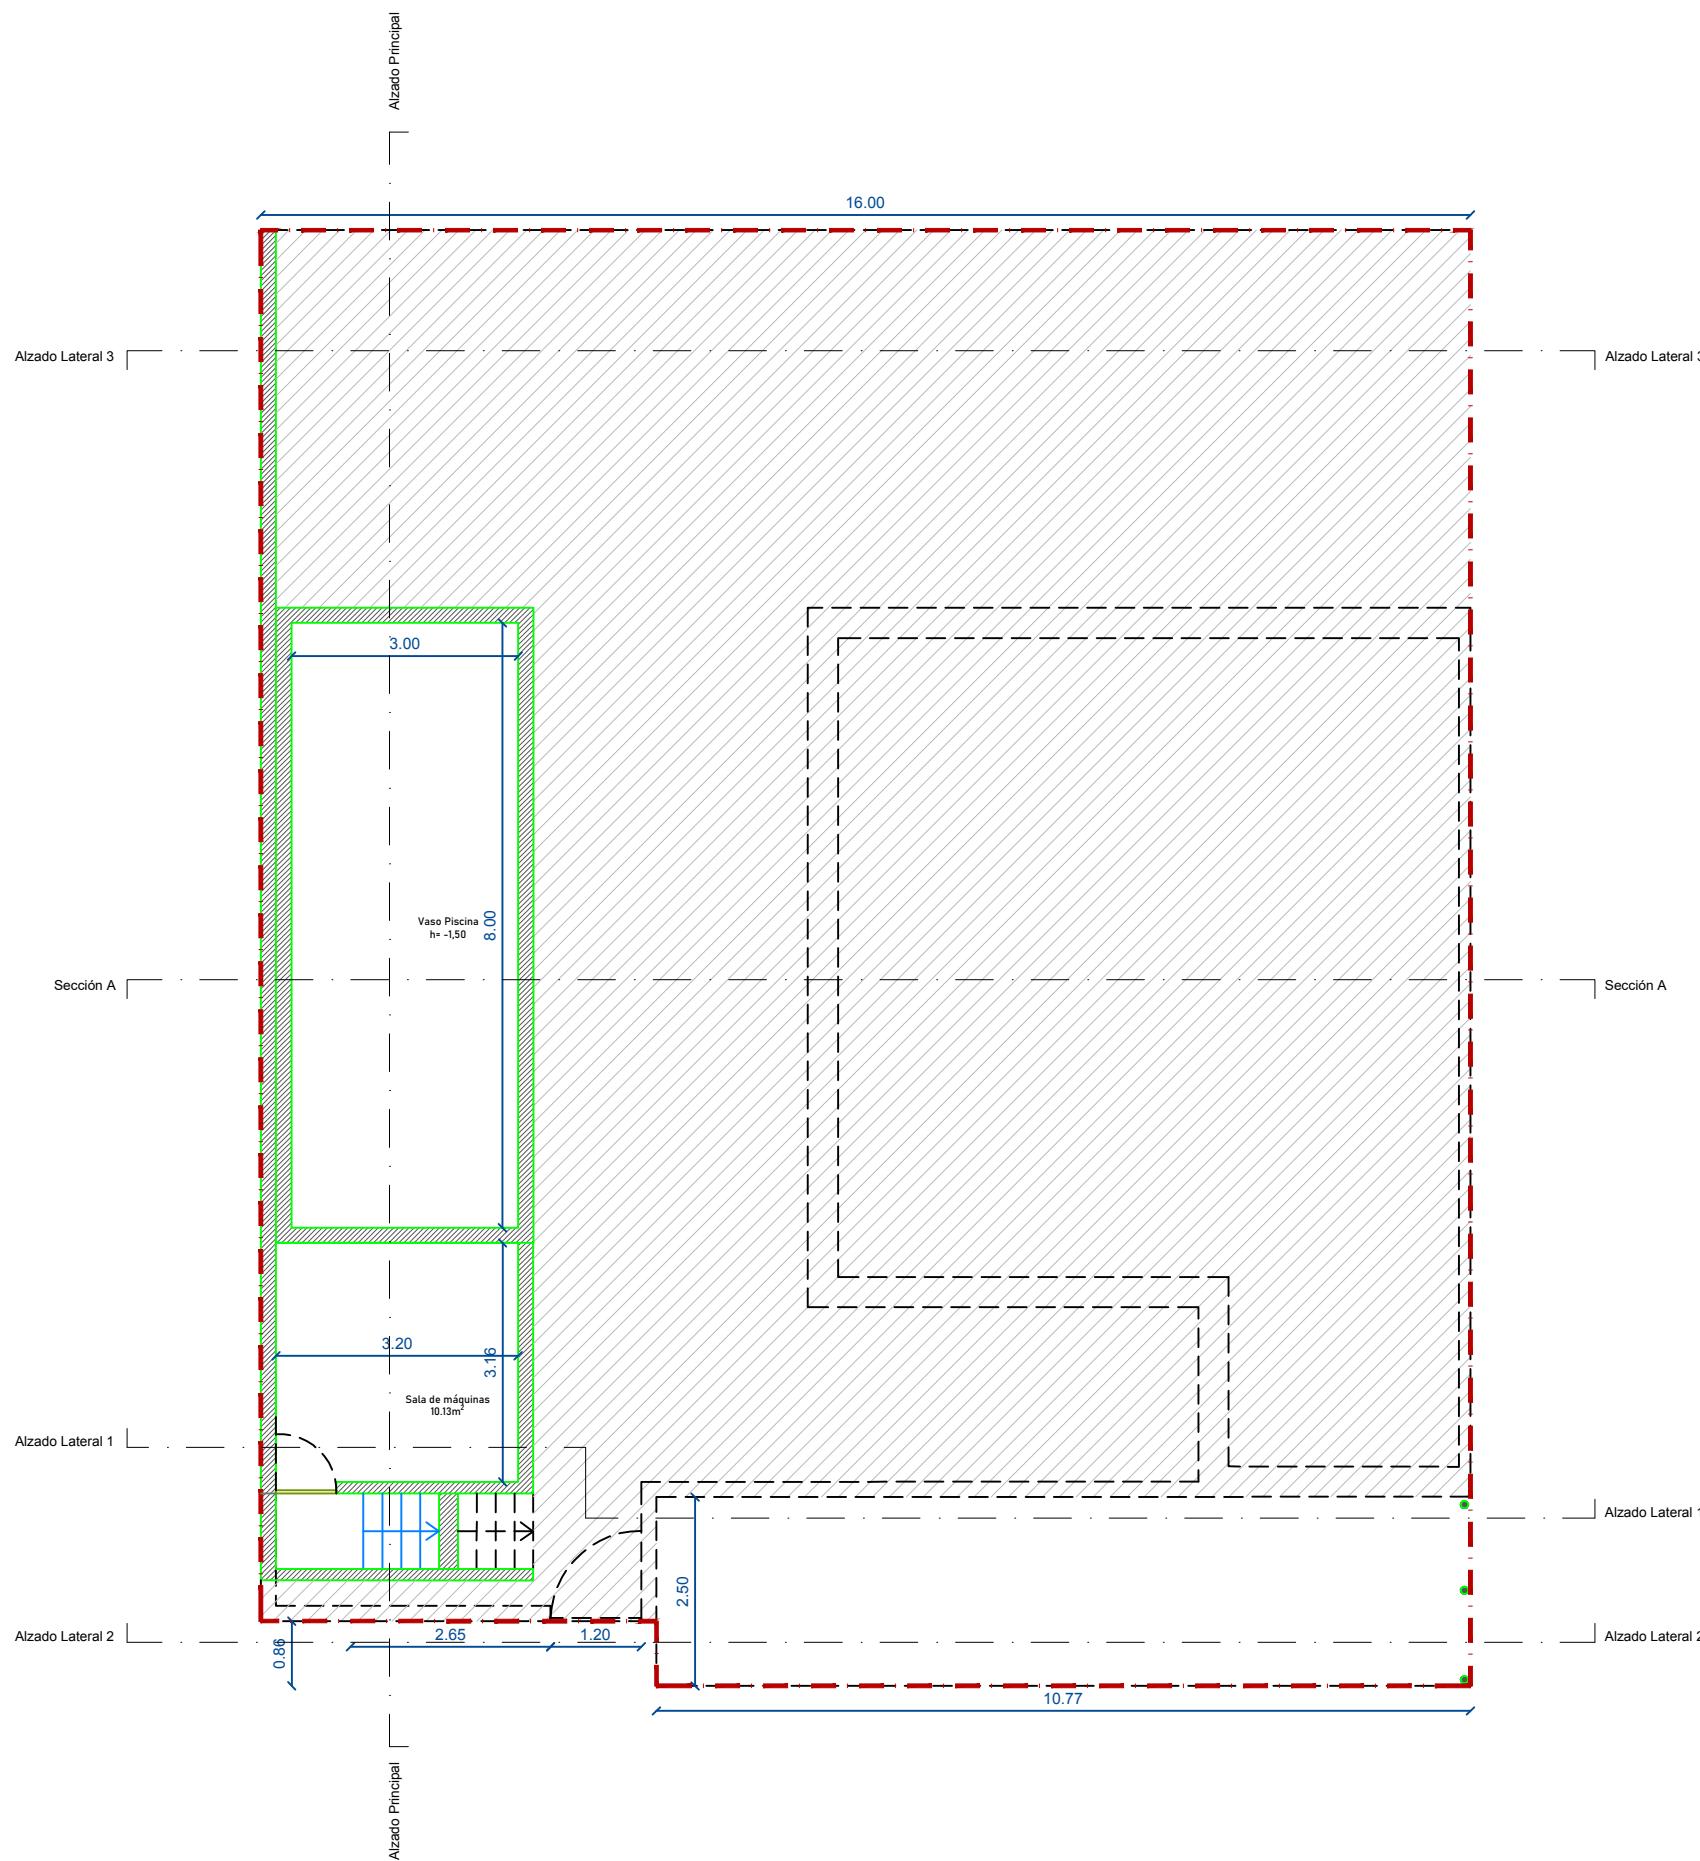 Alzado Principal
16.00
Alzado Lateral 3
Alzado Lateral 3
3.00
Vaso Piscina
h= -1,50
8.00
Sección A
Sección A
3.20
3.16
Sala de máquinas
10.13m²
Alzado Lateral 1
Alzado Lateral 1
2.50
Alzado Lateral 2
0.86
2.65
1.20
Alzado Lateral 2
10.77
Alzado Principal